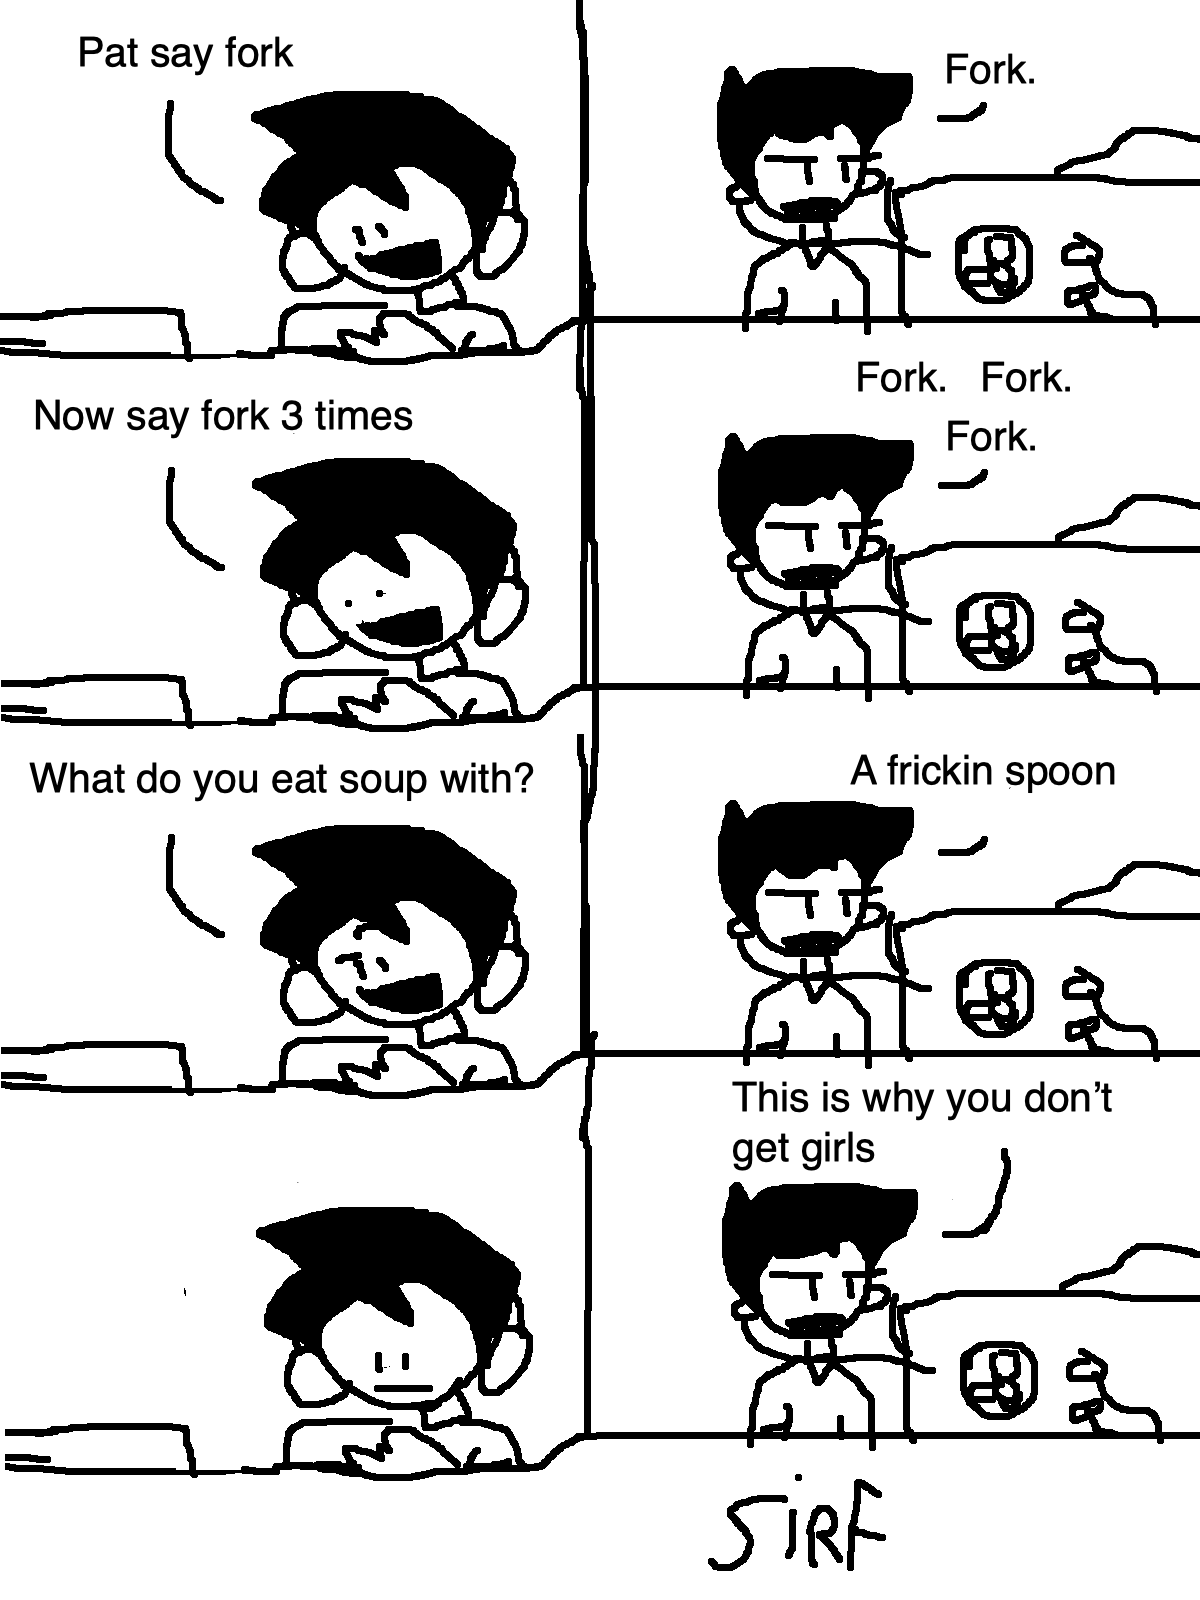 Pat say fork
Fork.
Now say fork 3 times
Fork. Fork.
Fork.
What do you eat soup with?
A frickin spoon
This is why you don't
get girls
SiRF